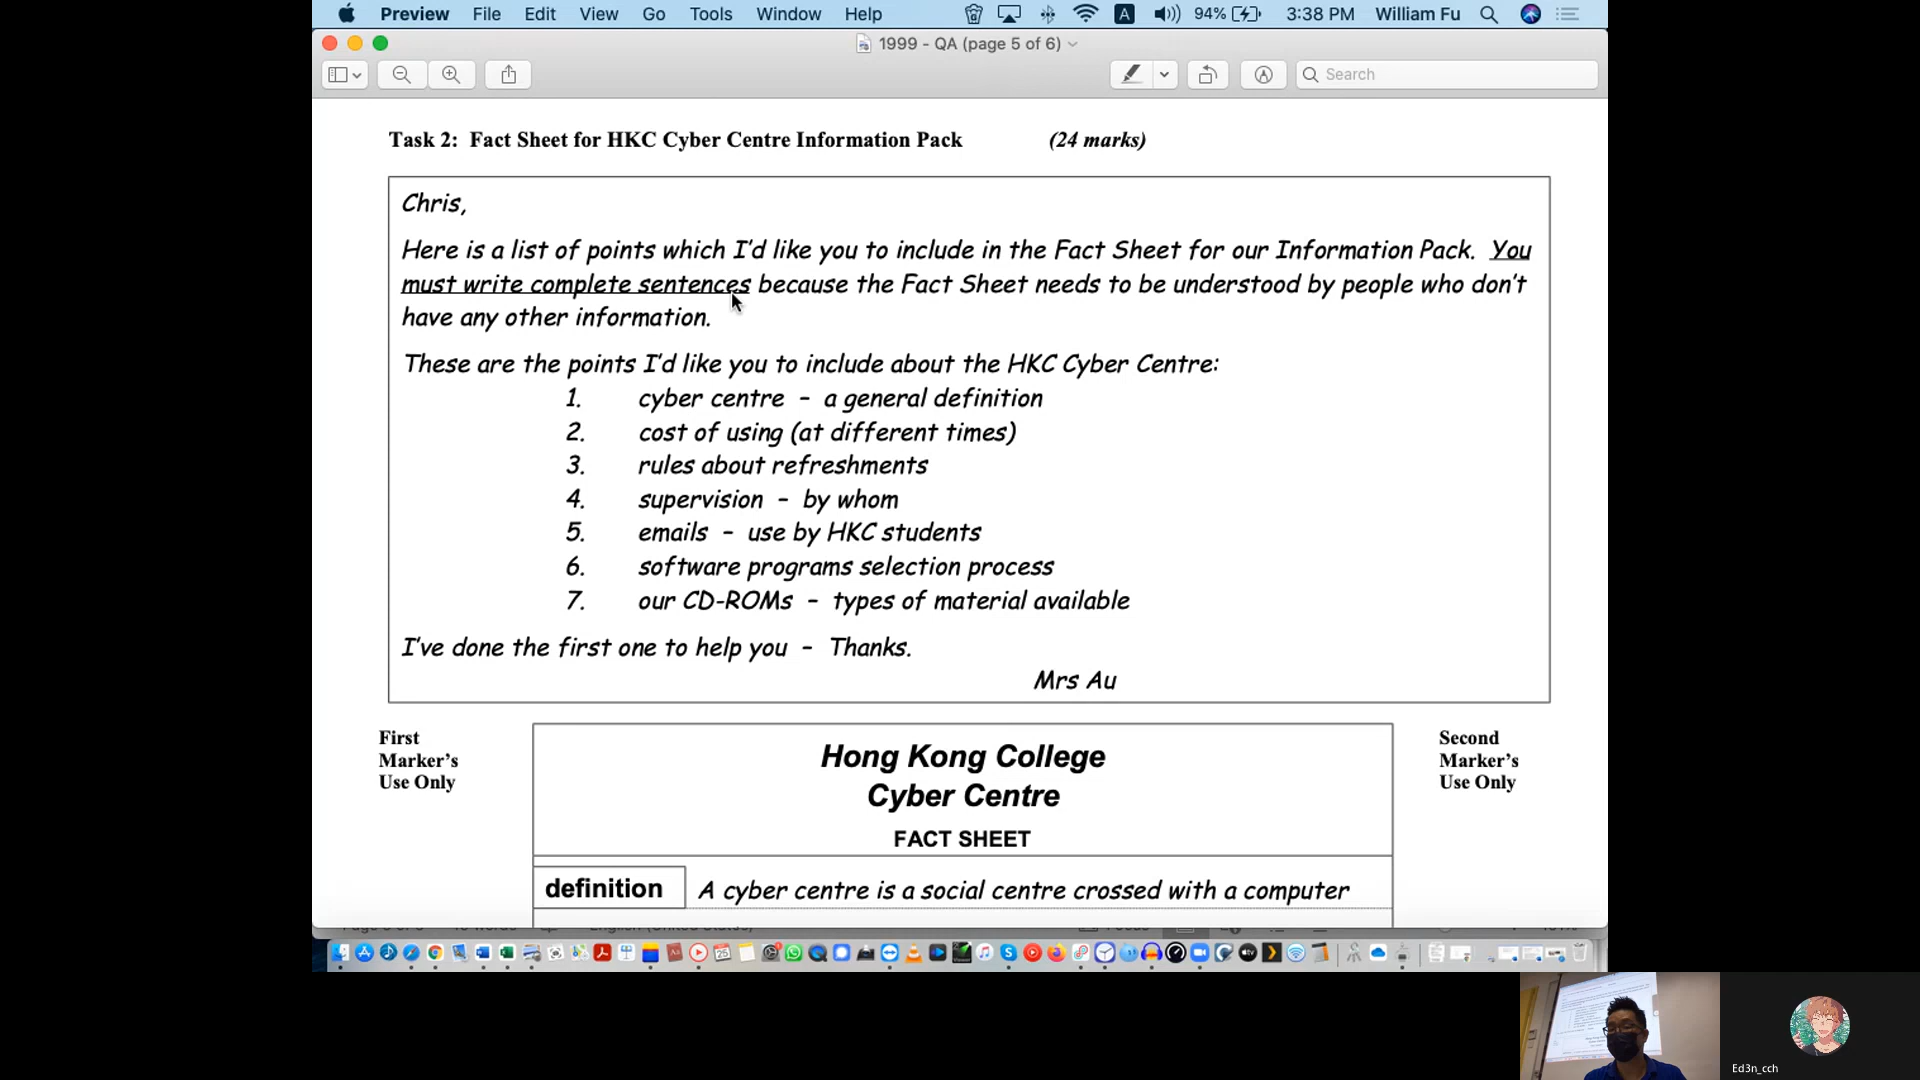 Preview File Edit View Go Tools Window Help A 94% 3:38 PM William Fu
1999 - QA (page 5 of 6)
Search
Task 2: Fact Sheet for HKC Cyber Centre Information Pack (24 marks)
Chris,
Here is a list of points which I'd like you to include in the Fact Sheet for our Information Pack. You
must write complete sentences because the Fact Sheet needs to be understood by people who don't
have any other information.
These are the points I'd like you to include about the HKC Cyber Centre:
1. cyber centre – a general definition
2. cost of using (at different times)
3. rules about refreshments
4. supervision – by whom
5. emails – use by HKC students
6. software programs selection process
7. our CD-ROMs – types of material available
I've done the first one to help you – Thanks.
Mrs Au
First
Marker's
Use Only
Hong Kong College
Cyber Centre
FACT SHEET
Second
Marker's
Use Only
definition A cyber centre is a social centre crossed with a computer
Ed3n_cch